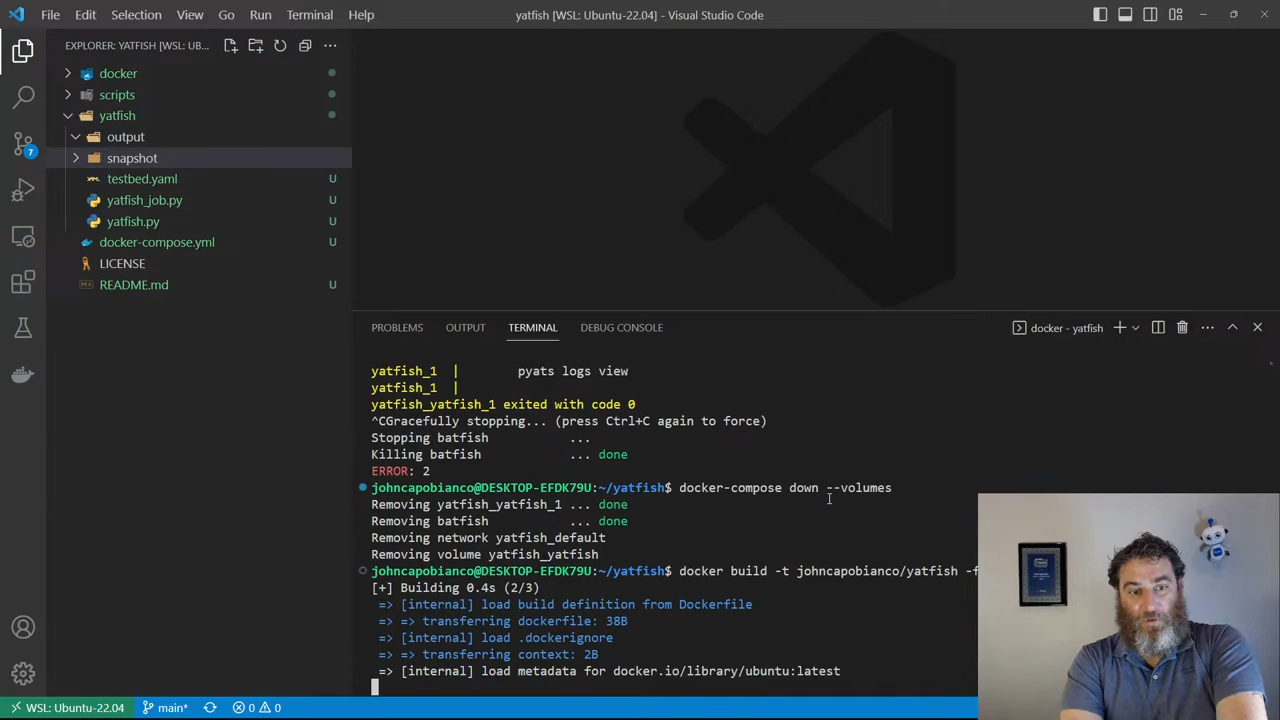 File Edit Selection View Go Run Terminal Help
yatfish [WSL: Ubuntu-22.04] - Visual Studio Code
EXPLORER: YATFISH [WSL: UB...
docker
scripts
yatfish
output
snapshot
testbed.yaml U
yatfish_job.py U
yatfish.py U
docker-compose.yml U
LICENSE
README.md U
7
PROBLEMS OUTPUT TERMINAL DEBUG CONSOLE
docker - yatfish
yatfish_1 | pyats logs view
yatfish_1 |
yatfish_yatfish_1 exited with code 0
^CGracefully stopping... (press Ctrl+C again to force)
Stopping batfish ...
Killing batfish ... done
ERROR: 2
johncapobianco@DESKTOP-EFDK79U:~/yatfish$ docker-compose down --volumes
Removing yatfish_yatfish_1 ... done
Removing batfish ... done
Removing network yatfish_default
Removing volume yatfish_yatfish
johncapobianco@DESKTOP-EFDK79U:~/yatfish$ docker build -t johncapobianco/yatfish -f
[+] Building 0.4s (2/3)
=> [internal] load build definition from Dockerfile
=> => transferring dockerfile: 38B
=> [internal] load .dockerignore
=> => transferring context: 2B
=> [internal] load metadata for docker.io/library/ubuntu:latest
WSL: Ubuntu-22.04 main* 0 0